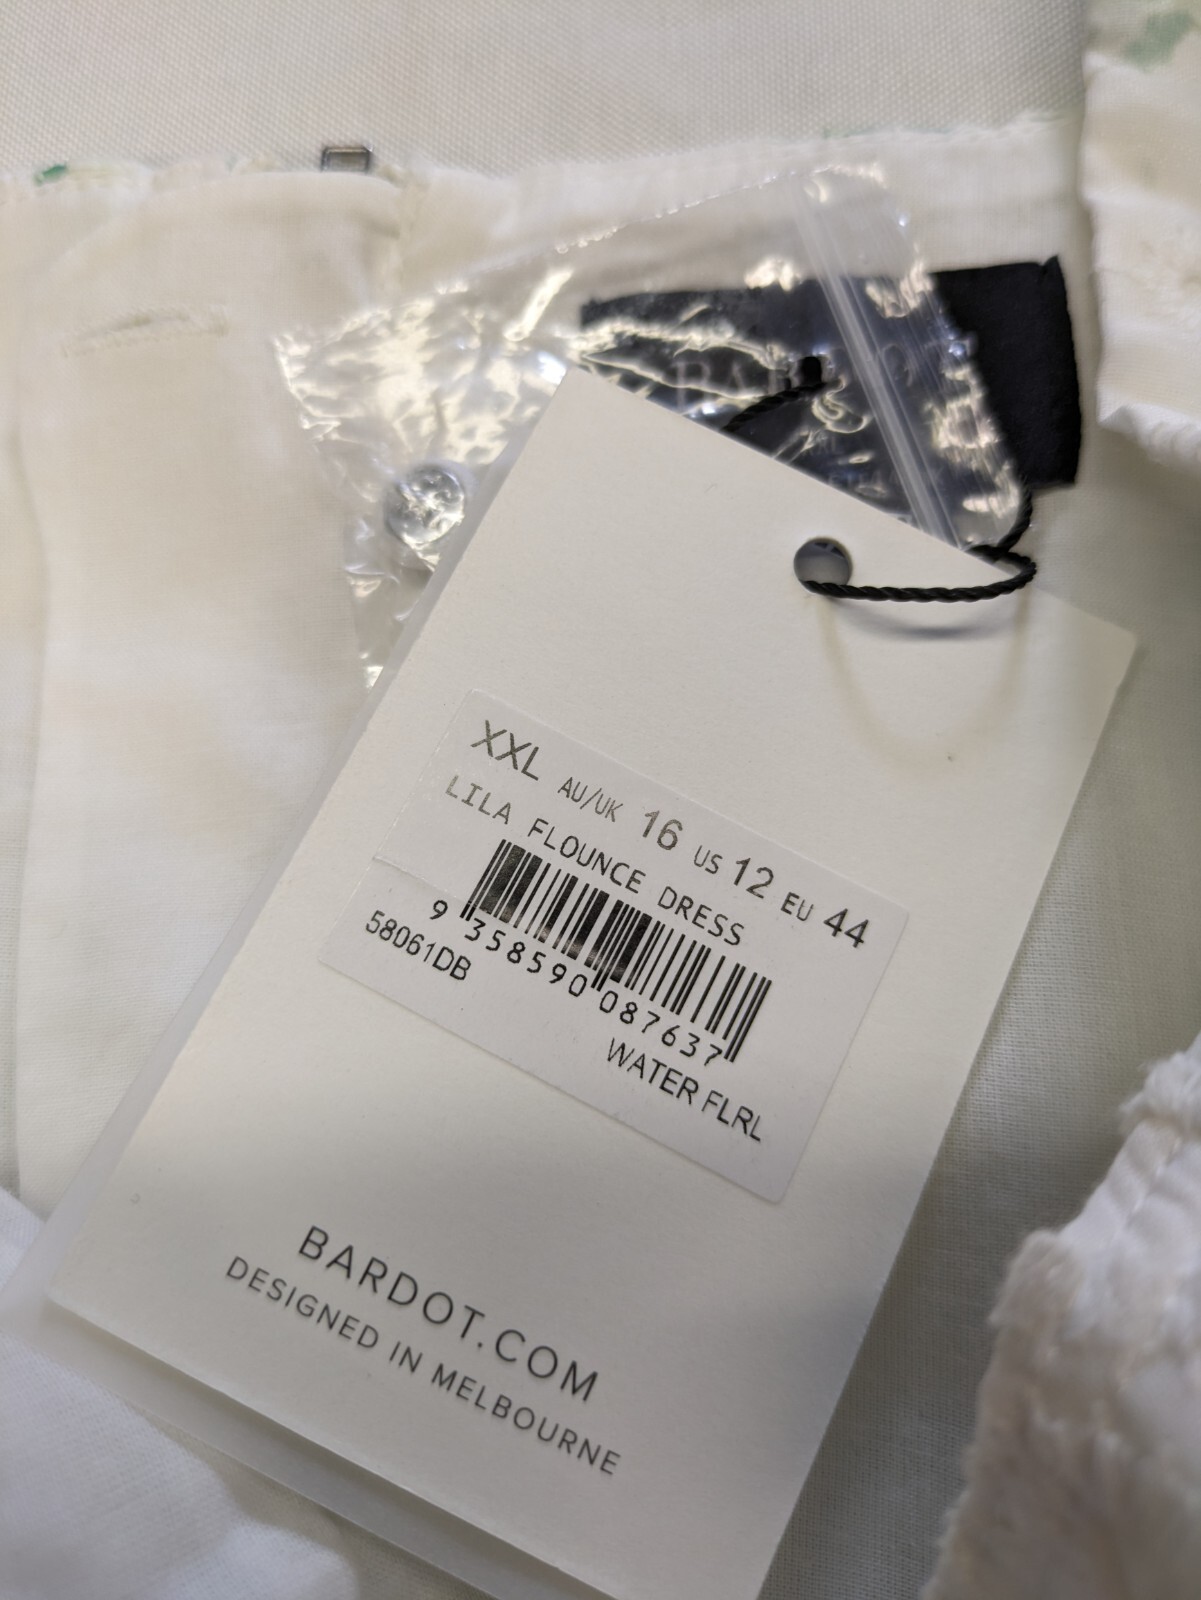 XXL AU/UK 16 US 12 EU 44
LILA FLOUNCE DRESS
9 358590 087637
58061DB
WATER FLRL
BARDOT.COM
DESIGNED IN MELBOURNE